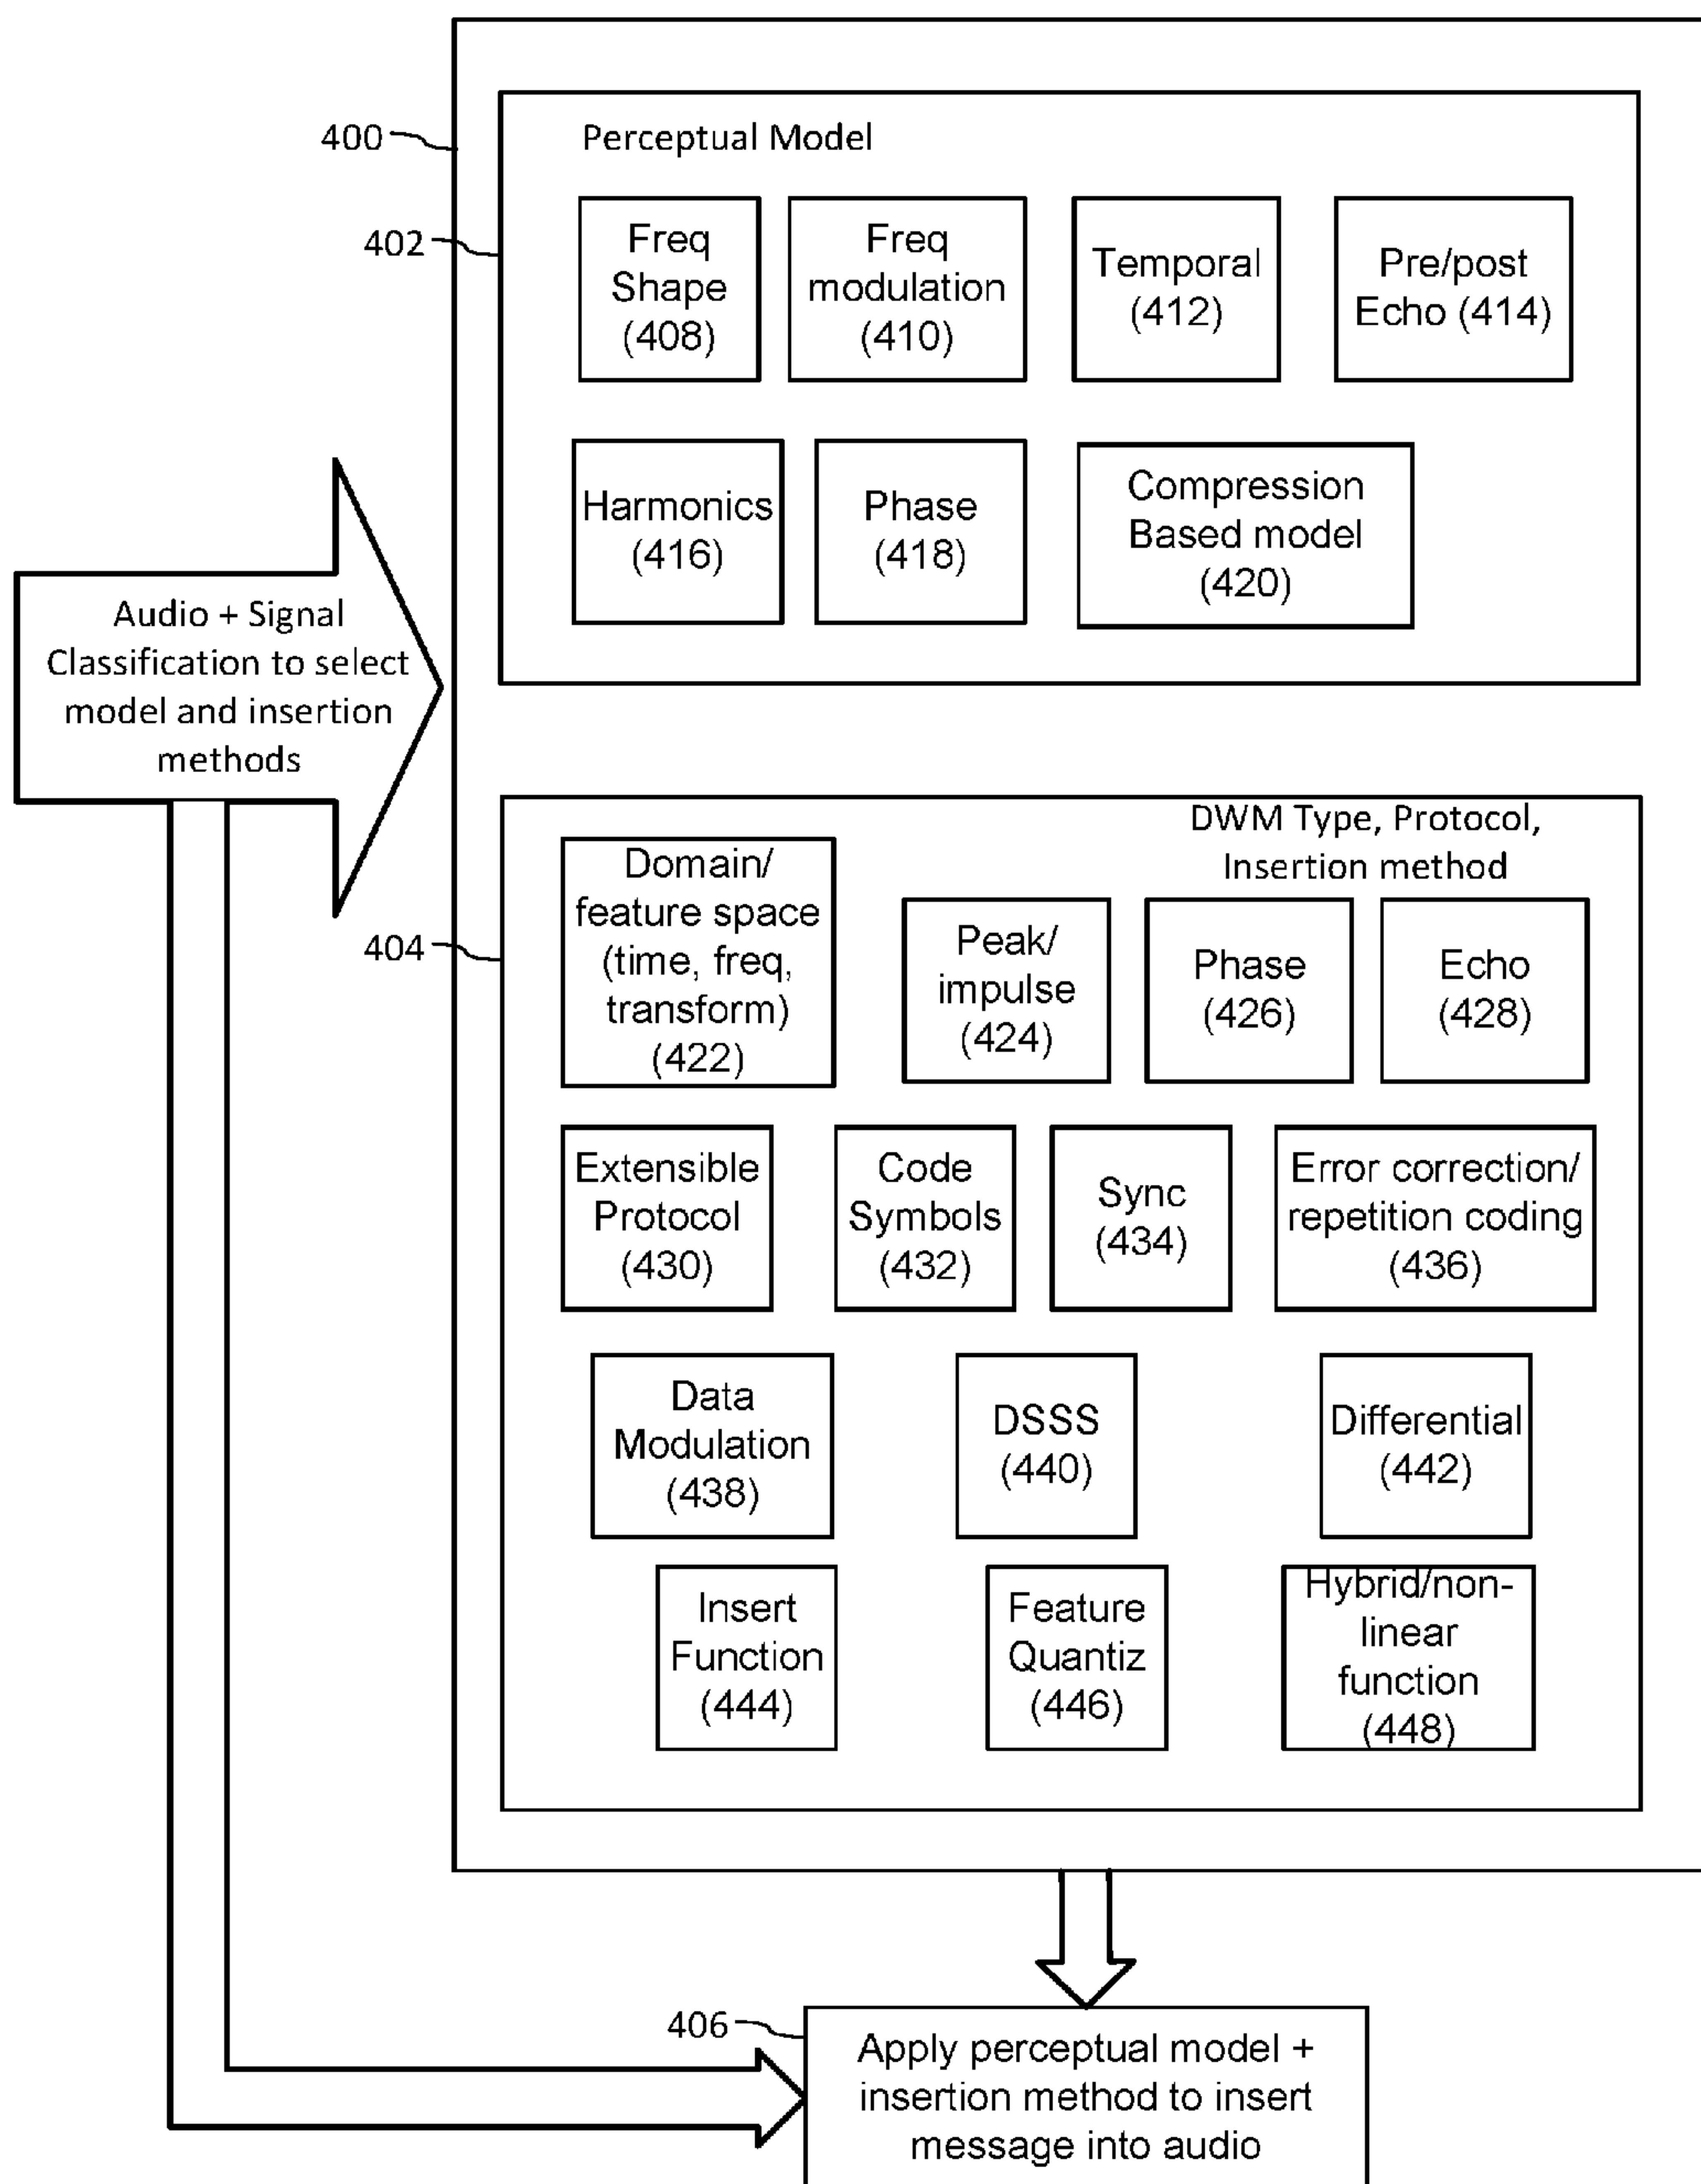 400
Perceptual Model
402
Freq
Shape
(408)
Freq
modulation
(410)
Temporal
(412)
Pre/post
Echo (414)
Harmonics
(416)
Phase
(418)
Compression
Based model
(420)
Audio + Signal
Classification to select
model and insertion
methods
404
DWM Type, Protocol,
Insertion method
Domain/
feature space
(time, freq,
transform)
(422)
Peak/
impulse
(424)
Phase
(426)
Echo
(428)
Extensible
Protocol
(430)
Code
Symbols
(432)
Sync
(434)
Error correction/
repetition coding
(436)
Data
Modulation
(438)
DSSS
(440)
Differential
(442)
Insert
Function
(444)
Feature
Quantiz
(446)
Hybrid/non-
linear
function
(448)
406
Apply perceptual model +
insertion method to insert
message into audio